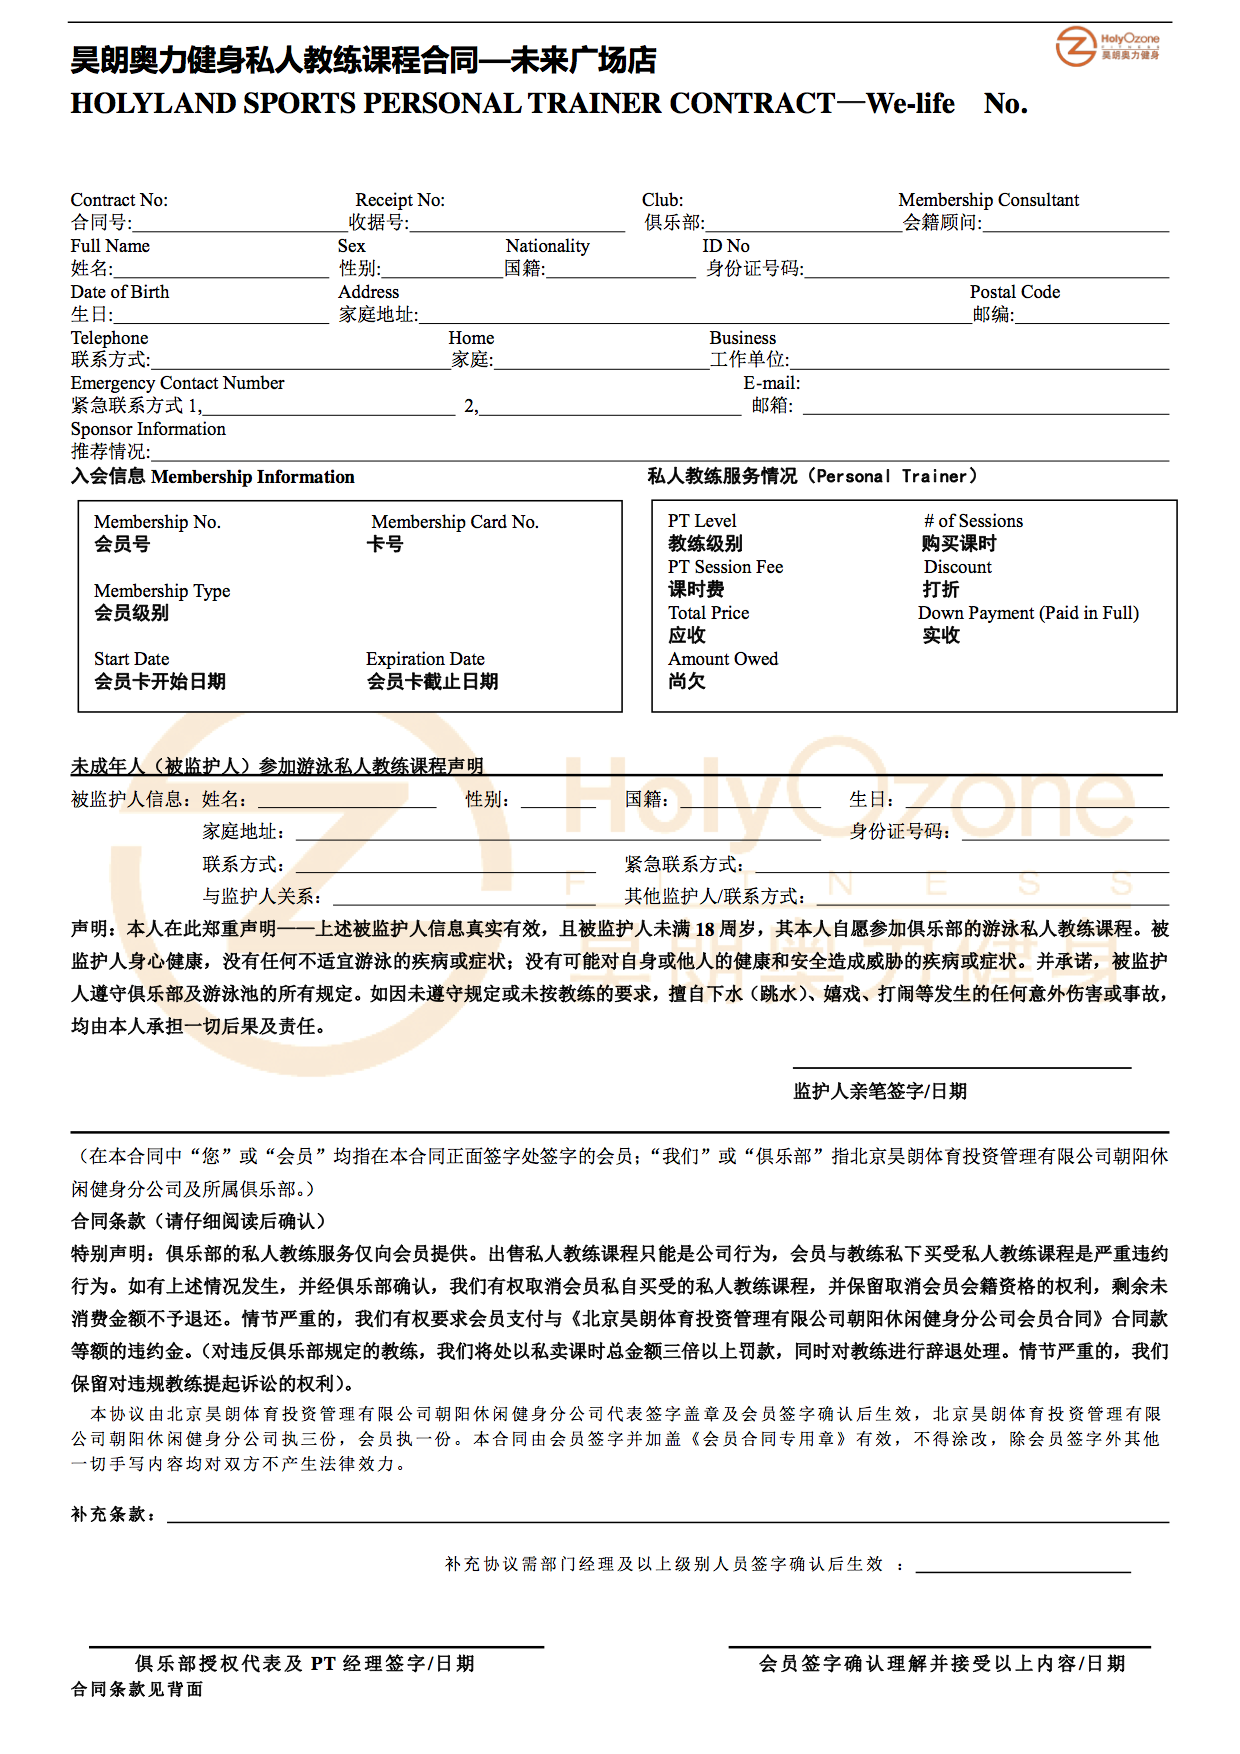 HolyOzone
FITNESS
昊朗奥力健身
昊朗奥力健身私人教练课程合同—未来广场店
HOLYLAND SPORTS PERSONAL TRAINER CONTRACT—We-life No.
Contract No: Receipt No: Club: Membership Consultant
合同号: 收据号: 俱乐部: 会籍顾问:
Full Name Sex Nationality ID No
姓名: 性别: 国籍: 身份证号码:
Date of Birth Address Postal Code
生日: 家庭地址: 邮编:
Telephone Home Business
联系方式: 家庭: 工作单位:
Emergency Contact Number E-mail:
紧急联系方式 1, 2, 邮箱:
Sponsor Information
推荐情况:
入会信息 Membership Information 私人教练服务情况（Personal Trainer）
Membership No. Membership Card No.
会员号 卡号
Membership Type
会员级别
Start Date Expiration Date
会员卡开始日期 会员卡截止日期
PT Level # of Sessions
教练级别 购买课时
PT Session Fee Discount
课时费 打折
Total Price Down Payment (Paid in Full)
应收 实收
Amount Owed
尚欠
HolyOzone
FITNESS
昊朗奥力健身
未成年人（被监护人）参加游泳私人教练课程声明
被监护人信息：姓名： 性别： 国籍： 生日：
家庭地址： 身份证号码：
联系方式： 紧急联系方式：
与监护人关系： 其他监护人/联系方式：
声明：本人在此郑重声明——上述被监护人信息真实有效，且被监护人未满 18 周岁，其本人自愿参加俱乐部的游泳私人教练课程。被
监护人身心健康，没有任何不适宜游泳的疾病或症状；没有可能对自身或他人的健康和安全造成威胁的疾病或症状。并承诺，被监护
人遵守俱乐部及游泳池的所有规定。如因未遵守规定或未按教练的要求，擅自下水（跳水）、嬉戏、打闹等发生的任何意外伤害或事故，
均由本人承担一切后果及责任。
监护人亲笔签字/日期
（在本合同中“您”或“会员”均指在本合同正面签字处签字的会员；“我们”或“俱乐部”指北京昊朗体育投资管理有限公司朝阳休
闲健身分公司及所属俱乐部。）
合同条款（请仔细阅读后确认）
特别声明：俱乐部的私人教练服务仅向会员提供。出售私人教练课程只能是公司行为，会员与教练私下买受私人教练课程是严重违约
行为。如有上述情况发生，并经俱乐部确认，我们有权取消会员私自买受的私人教练课程，并保留取消会员会籍资格的权利，剩余未
消费金额不予退还。情节严重的，我们有权要求会员支付与《北京昊朗体育投资管理有限公司朝阳休闲健身分公司会员合同》合同款
等额的违约金。（对违反俱乐部规定的教练，我们将处以私卖课时总金额三倍以上罚款，同时对教练进行辞退处理。情节严重的，我们
保留对违规教练提起诉讼的权利）。
本协议由北京昊朗体育投资管理有限公司朝阳休闲健身分公司代表签字盖章及会员签字确认后生效，北京昊朗体育投资管理有限
公司朝阳休闲健身分公司执三份，会员执一份。本合同由会员签字并加盖《会员合同专用章》有效，不得涂改，除会员签字外其他
一切手写内容均对双方不产生法律效力。
补充条款：
补充协议需部门经理及以上级别人员签字确认后生效 ：
俱乐部授权代表及 PT 经理签字/日期 会员签字确认理解并接受以上内容/日期
合同条款见背面